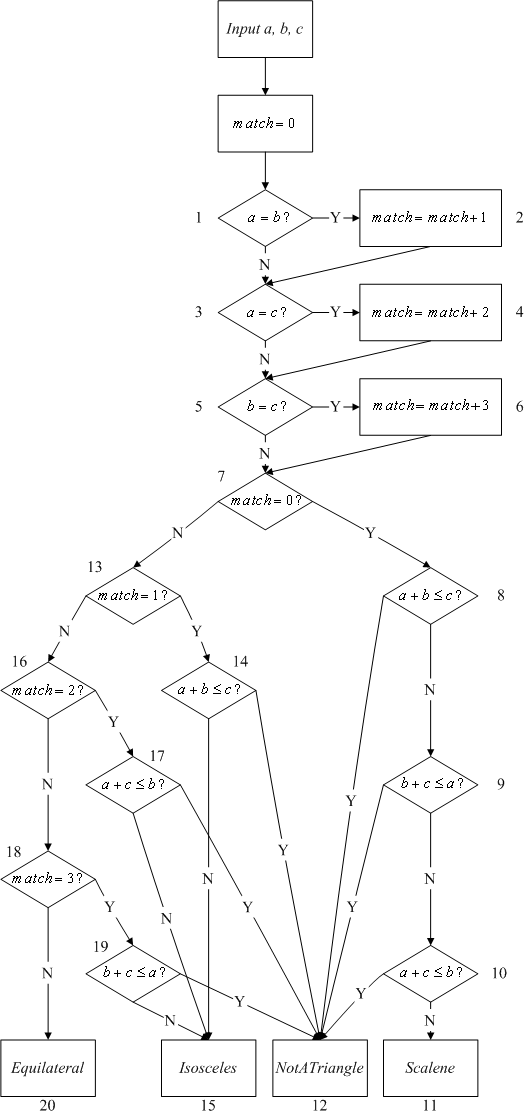 Input a, b, c
match = 0
1
a = b ?
Y
match = match + 1
2
N
3
a = c ?
Y
match = match + 2
4
N
5
b = c ?
Y
match = match + 3
6
N
7
match = 0 ?
N
Y
13
match = 1 ?
a + b ≤ c ?
8
N
Y
16
14
match = 2 ?
a + b ≤ c ?
N
Y
17
N
a + c ≤ b ?
b + c ≤ a ?
9
Y
18
Y
match = 3 ?
N
N
Y
N
Y
Y
19
N
b + c ≤ a ?
a + c ≤ b ?
10
N
Y
Y
N
N
Equilateral
Isosceles
NotATriangle
Scalene
20
15
12
11